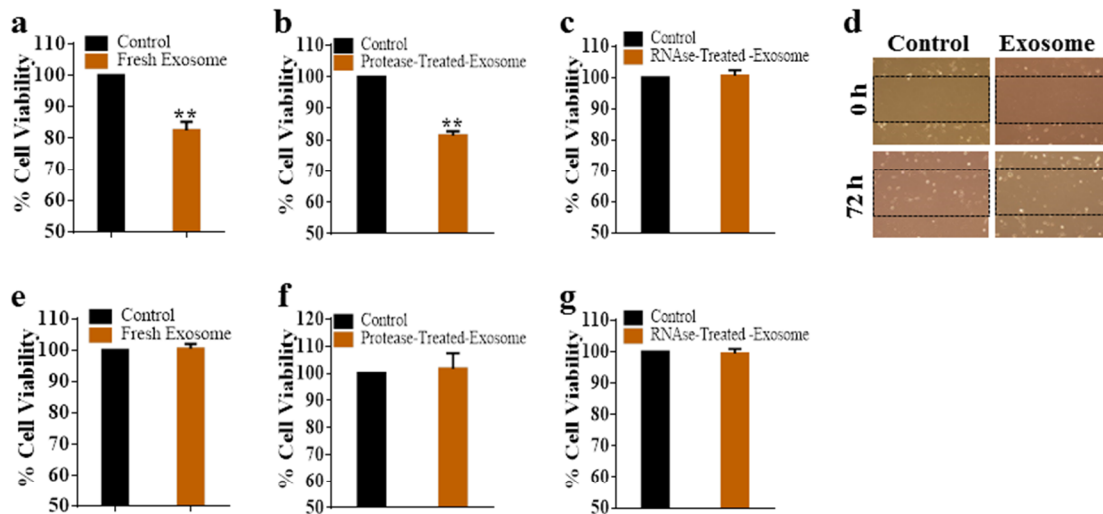 a
110
100
90
80
70
60
50
% Cell Viability
Control
Fresh Exosome
**
b
110
100
90
80
70
60
50
% Cell Viability
Control
Protease-Treated-Exosome
**
c
110
100
90
80
70
60
50
% Cell Viability
Control
RNAse-Treated -Exosome
d
Control Exosome
0 h
72 h
e
110
100
90
80
70
60
50
% Cell Viability
Control
Fresh Exosome
f
120
110
100
90
80
70
60
50
% Cell Viability
Control
Protease-Treated-Exosome
g
110
100
90
80
70
60
50
% Cell Viability
Control
RNAse-Treated -Exosome